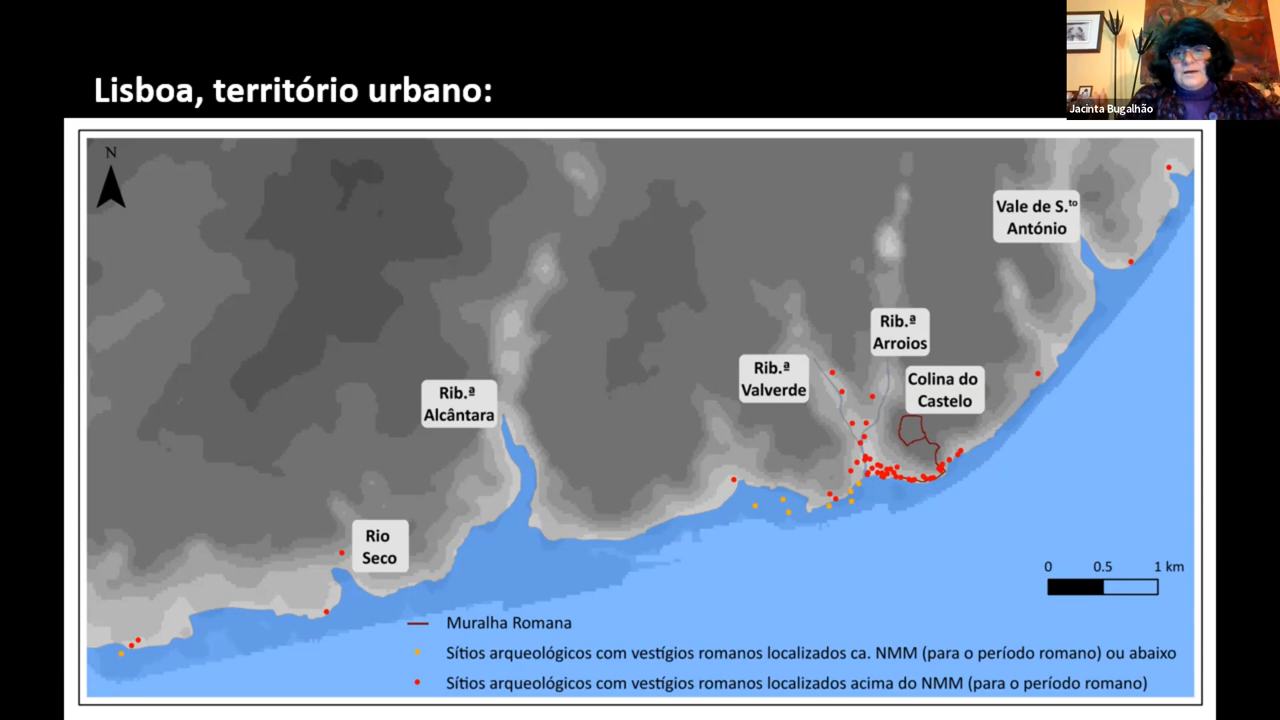 Lisboa, território urbano:
Jacinta Bugalhão
N
Vale de S.ᵗᵒ
António
Rib.ª
Arroios
Rib.ª
Valverde
Colina do
Castelo
Rib.ª
Alcântara
Rio
Seco
0 0.5 1 km
Muralha Romana
Sítios arqueológicos com vestígios romanos localizados ca. NMM (para o período romano) ou abaixo
Sítios arqueológicos com vestígios romanos localizados acima do NMM (para o período romano)